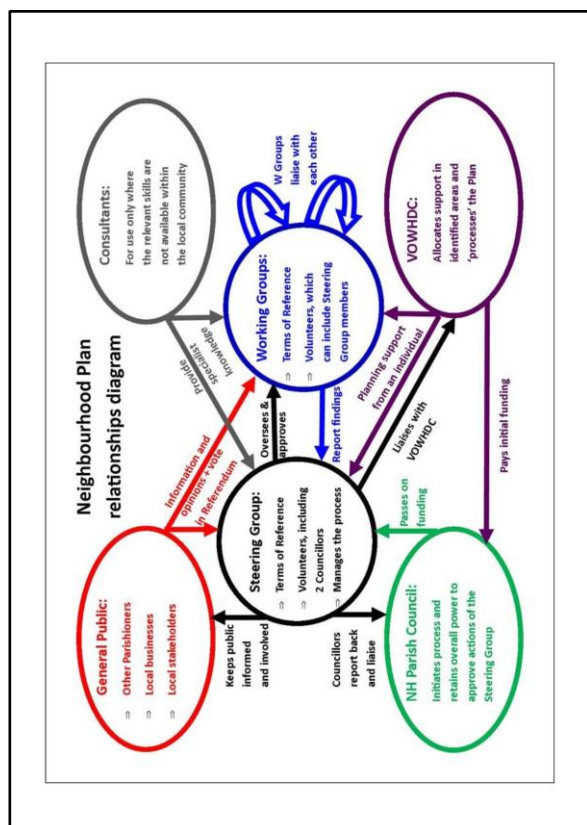 Neighbourhood Plan
relationships diagram
General Public:
⇒ Other Parishioners
⇒ Local businesses
⇒ Local stakeholders
Consultants:
For use only where
the relevant skills are
not available within
the local community
Information and
opinions + vote
in Referendum
Provide
specialist
knowledge
Keeps public
informed
and involved
Steering Group:
⇒ Terms of Reference
⇒ Volunteers, including
2 Councillors
⇒ Manages the process
Oversees &
approves
Report findings
Working Groups:
⇒ Terms of Reference
⇒ Volunteers, which
can include Steering
Group members
W Groups
liaise with
each other
Councillors
report back
and liaise
Passes on
funding
Liaises with
VOWHDC
Planning support
from an individual
NH Parish Council:
Initiates process and
retains overall power to
approve actions of the
Steering Group
Pays initial funding
VOWHDC:
Allocates support in
identified areas and
'processes' the Plan